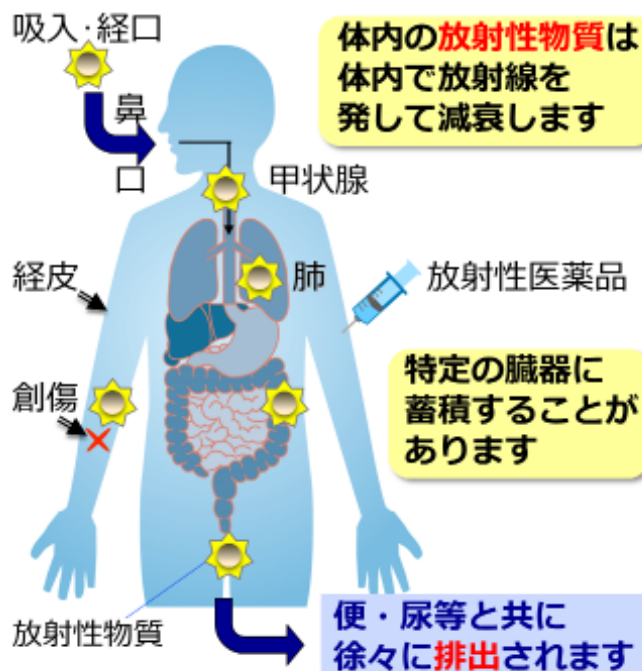 吸入・経口
鼻
口
体内の放射性物質は
体内で放射線を
発して減衰します
甲状腺
肺
経皮
放射性医薬品
創傷
特定の臓器に
蓄積することが
あります
放射性物質
便・尿等と共に
徐々に排出されます